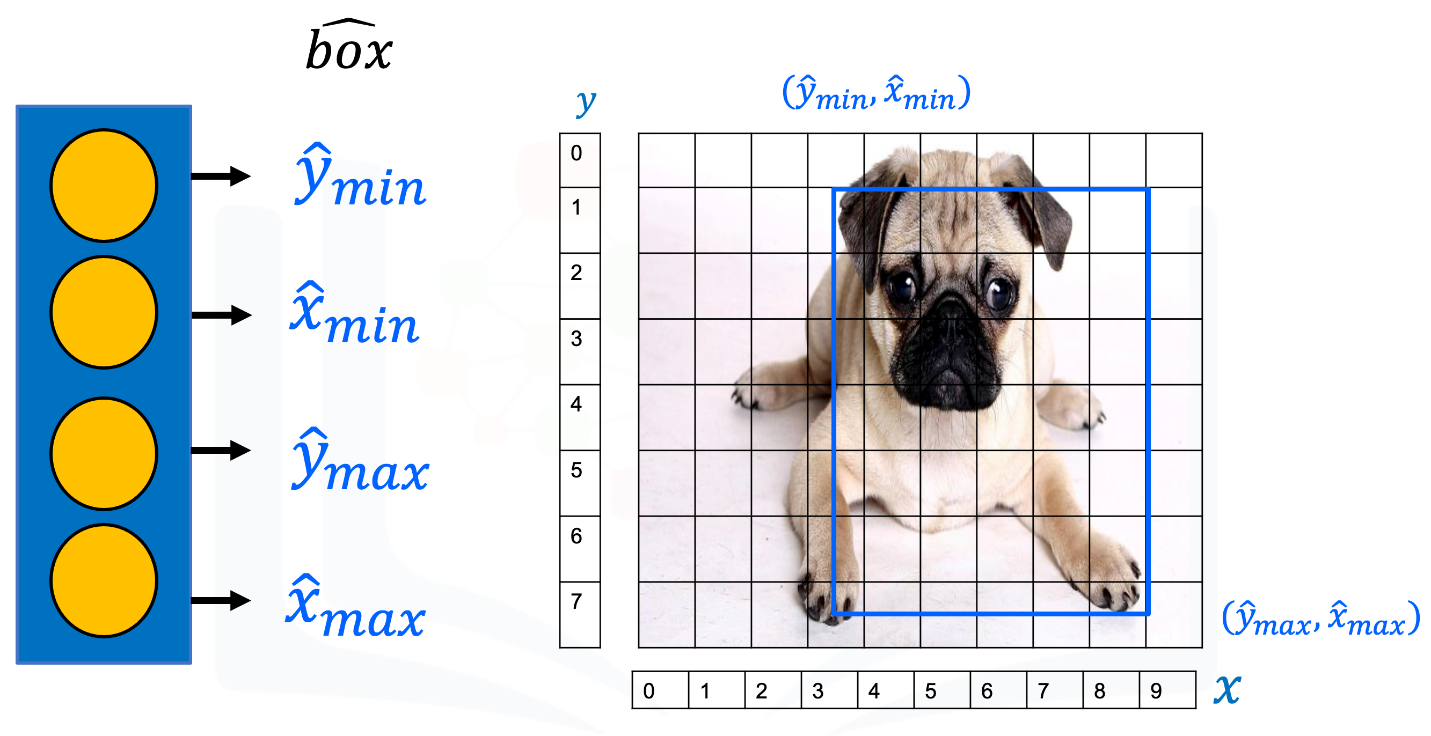 b̂ox
ŷmin
x̂min
ŷmax
x̂max
y
(ŷmin, x̂min)
0
1
2
3
4
5
6
7
(ŷmax, x̂max)
0 1 2 3 4 5 6 7 8 9 x